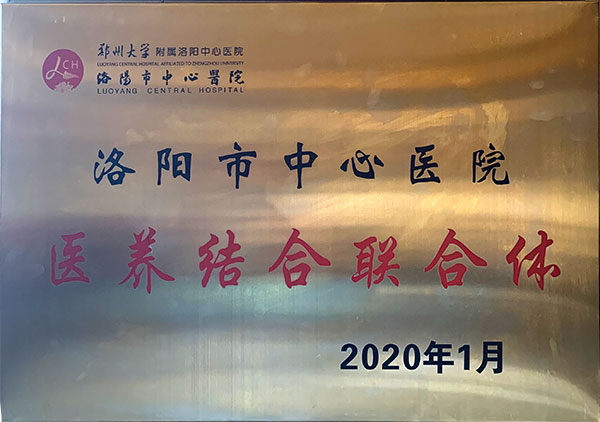 LCH
郑州大学 附属洛阳中心医院
LUOYANG CENTRAL HOSPITAL AFFILIATED TO ZHENGZHOU UNIVERSITY
洛陽市中心醫院
LUOYANG CENTRAL HOSPITAL
洛阳市中心医院
医养结合联合体
2020年1月